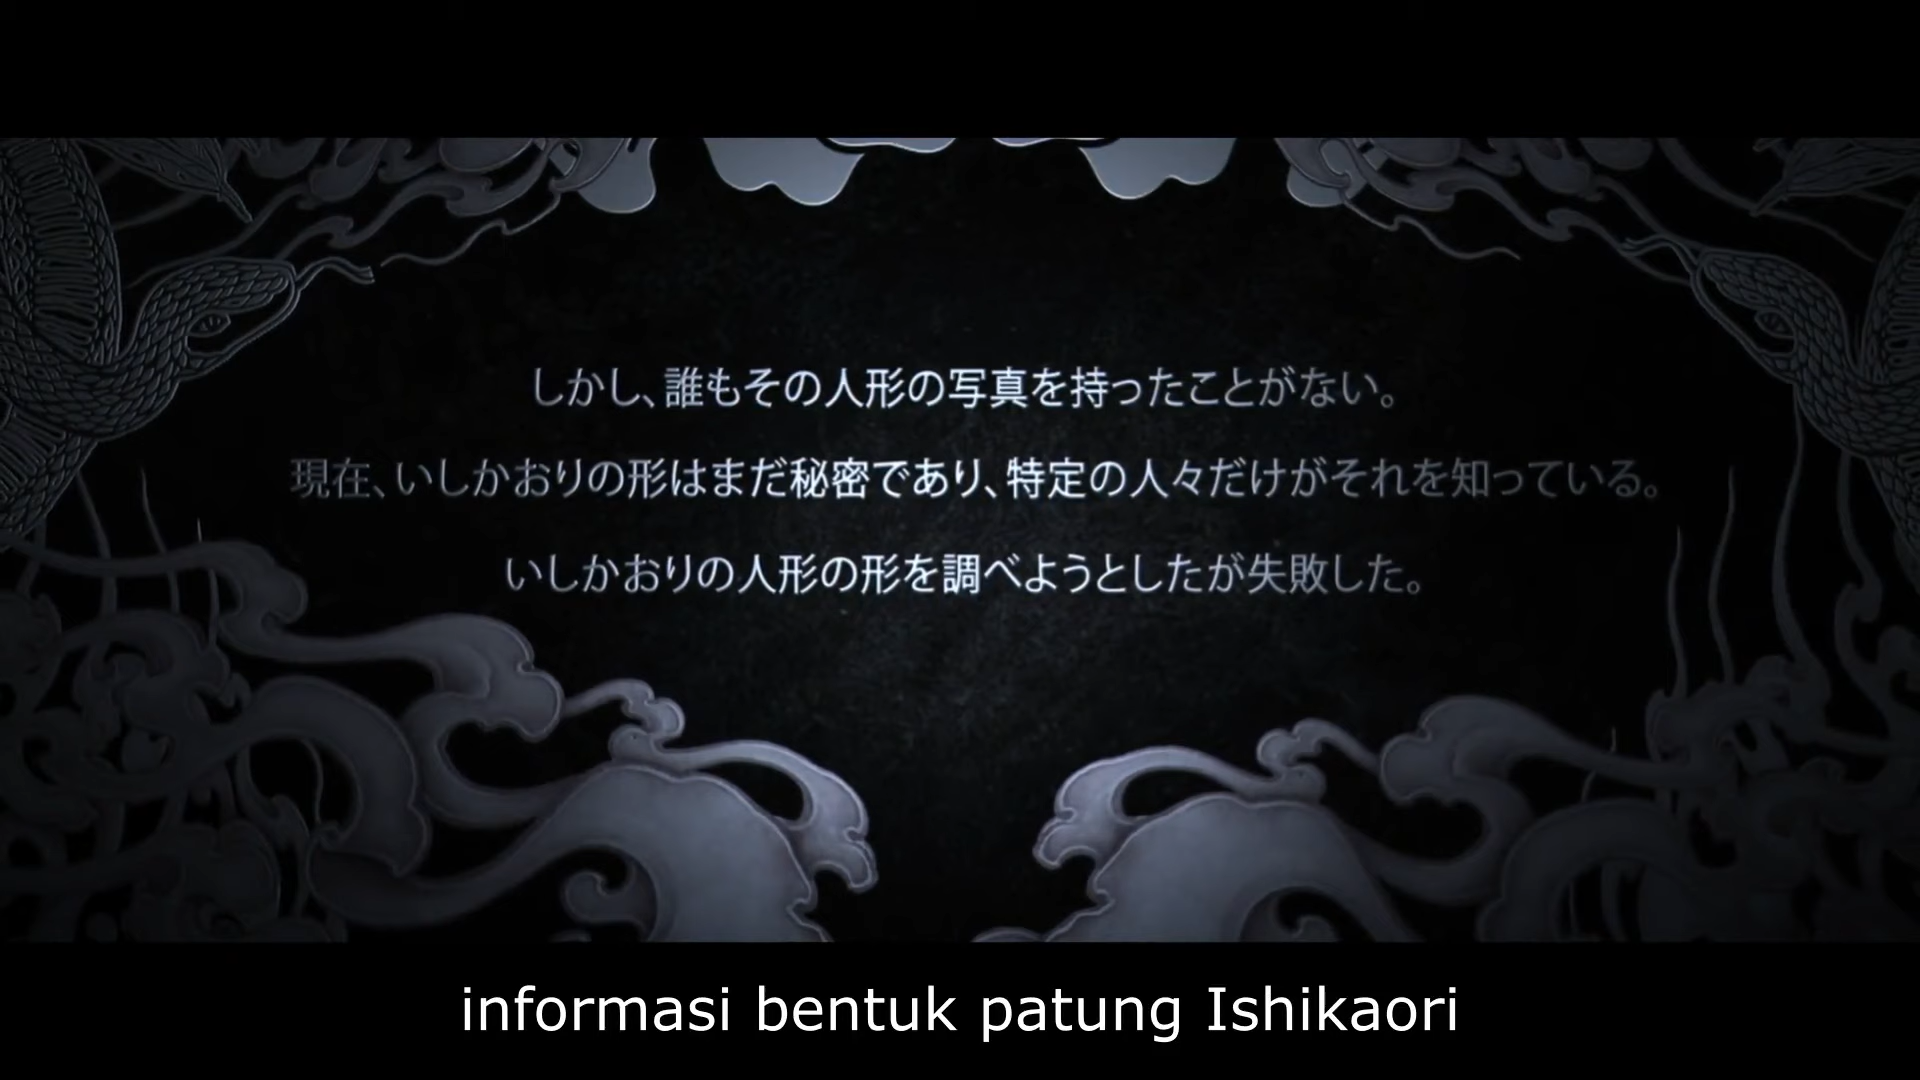 しかし、誰もその人形の写真を持ったことがない。
現在、いしかおりの形はまだ秘密であり、特定の人々だけがそれを知っている。
いしかおりの人形の形を調べようとしたが失敗した。
informasi bentuk patung Ishikaori